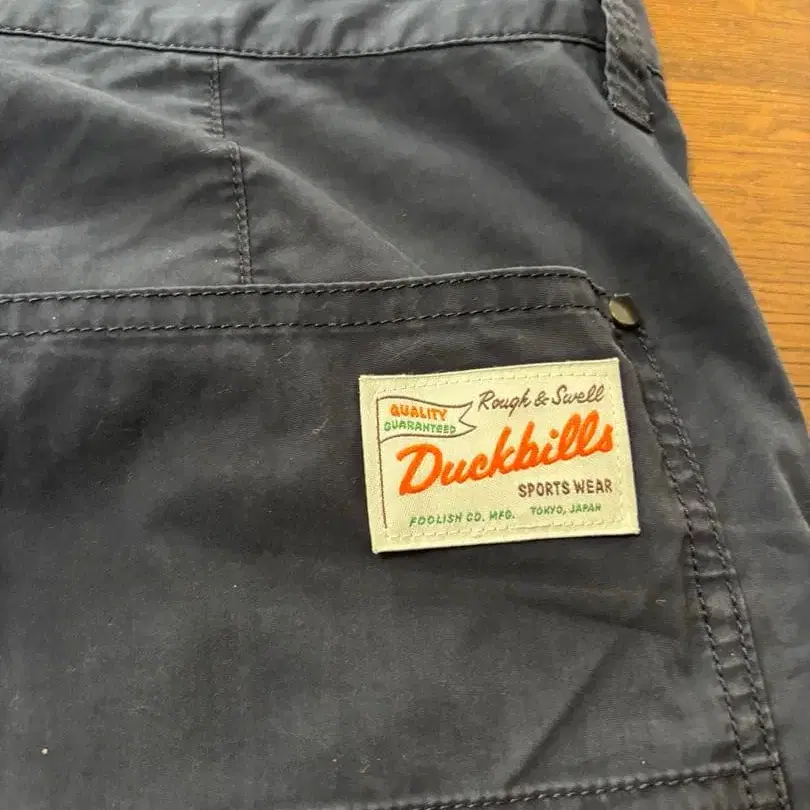 QUALITY
GUARANTEED
Rough & Swell
Duckbills
SPORTS WEAR
FOOLISH CO. MFG. TOKYO, JAPAN